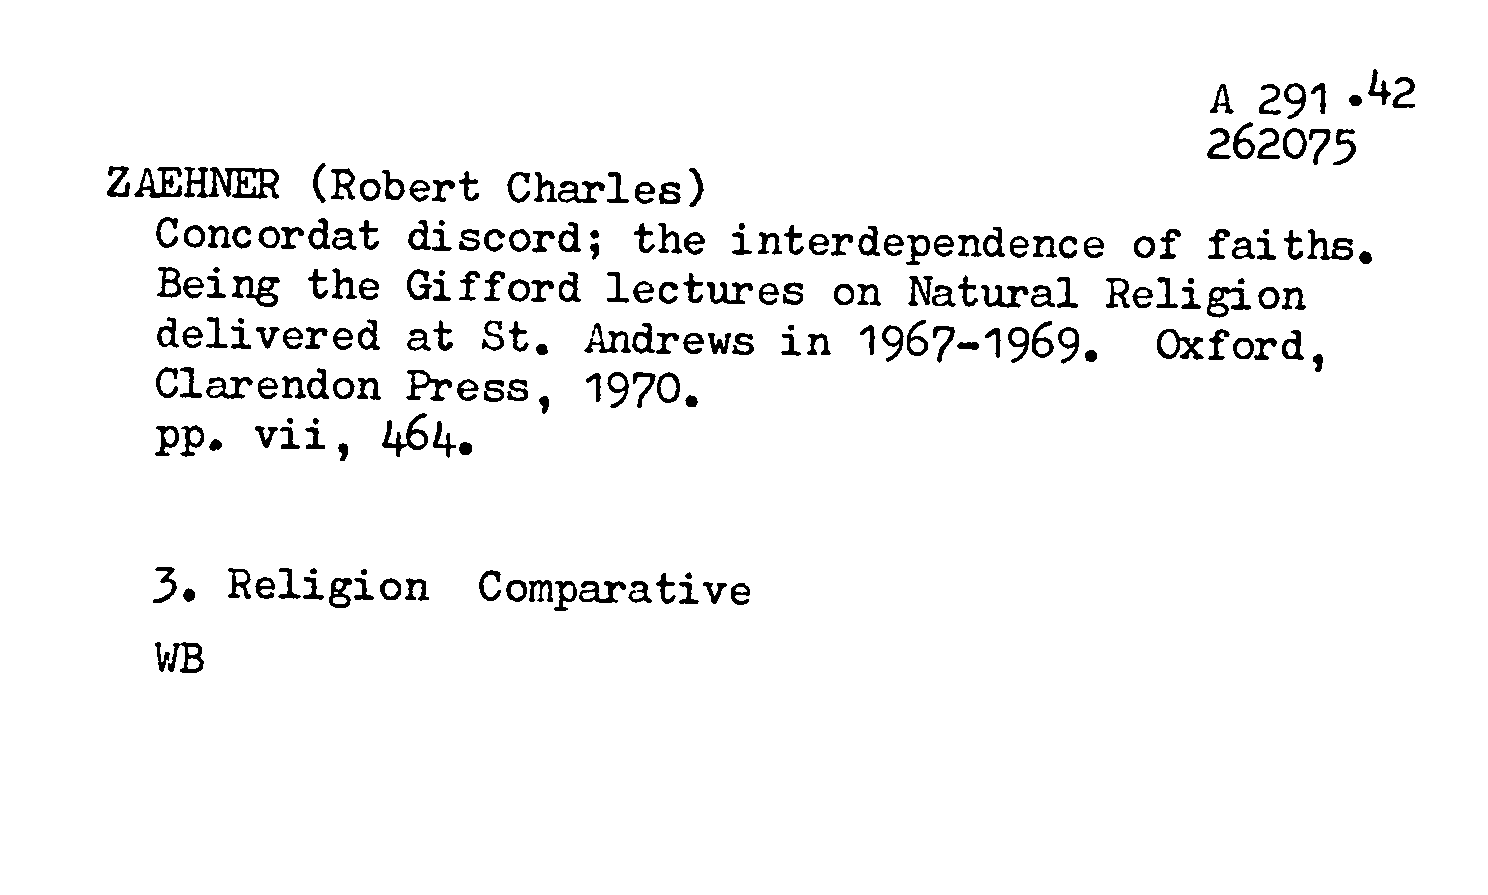 A 291 .42
262075
ZAEHNER (Robert Charles)
Concordat discord; the interdependence of faiths.
Being the Gifford lectures on Natural Religion
delivered at St. Andrews in 1967-1969. Oxford,
Clarendon Press, 1970.
pp. vii, 464.
3. Religion Comparative
WB